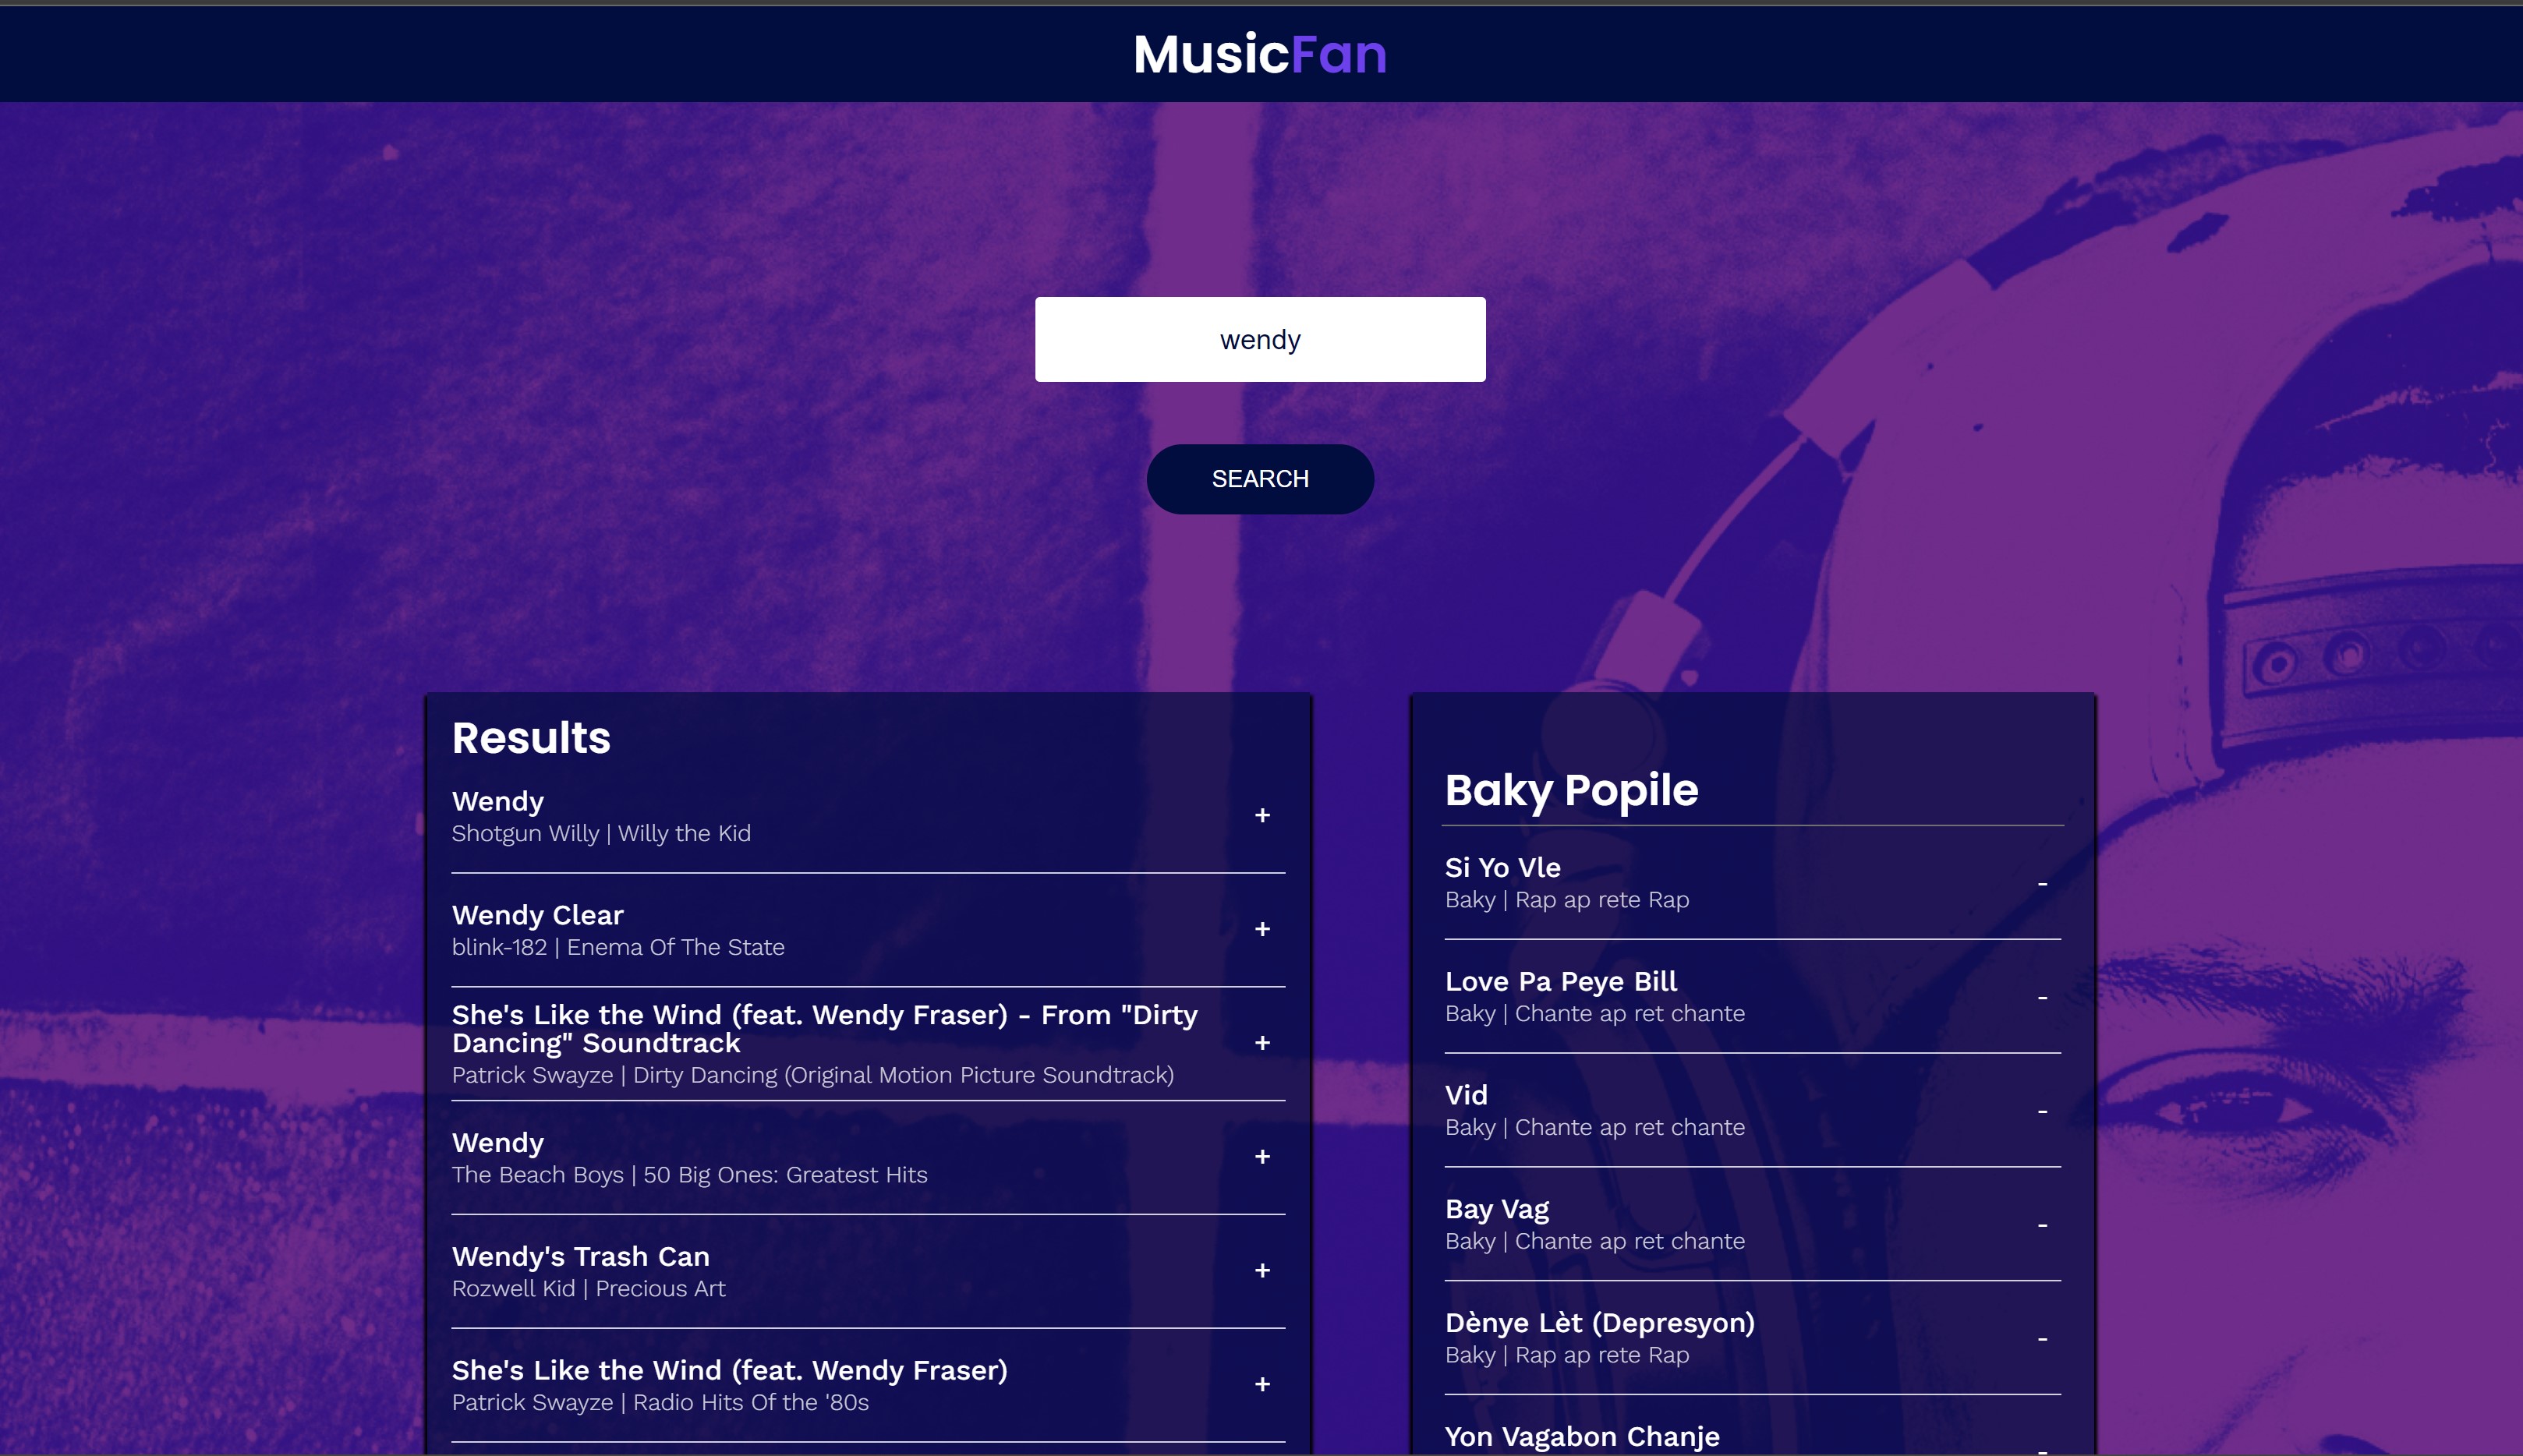 MusicFan
wendy
SEARCH
Results
Wendy
Shotgun Willy | Willy the Kid
+
Wendy Clear
blink-182 | Enema Of The State
+
She's Like the Wind (feat. Wendy Fraser) - From "Dirty
Dancing" Soundtrack
Patrick Swayze | Dirty Dancing (Original Motion Picture Soundtrack)
+
Wendy
The Beach Boys | 50 Big Ones: Greatest Hits
+
Wendy's Trash Can
Rozwell Kid | Precious Art
+
She's Like the Wind (feat. Wendy Fraser)
Patrick Swayze | Radio Hits Of the '80s
+
Baky Popile
Si Yo Vle
Baky | Rap ap rete Rap
-
Love Pa Peye Bill
Baky | Chante ap ret chante
-
Vid
Baky | Chante ap ret chante
-
Bay Vag
Baky | Chante ap ret chante
-
Dènye Lèt (Depresyon)
Baky | Rap ap rete Rap
-
Yon Vagabon Chanje
-